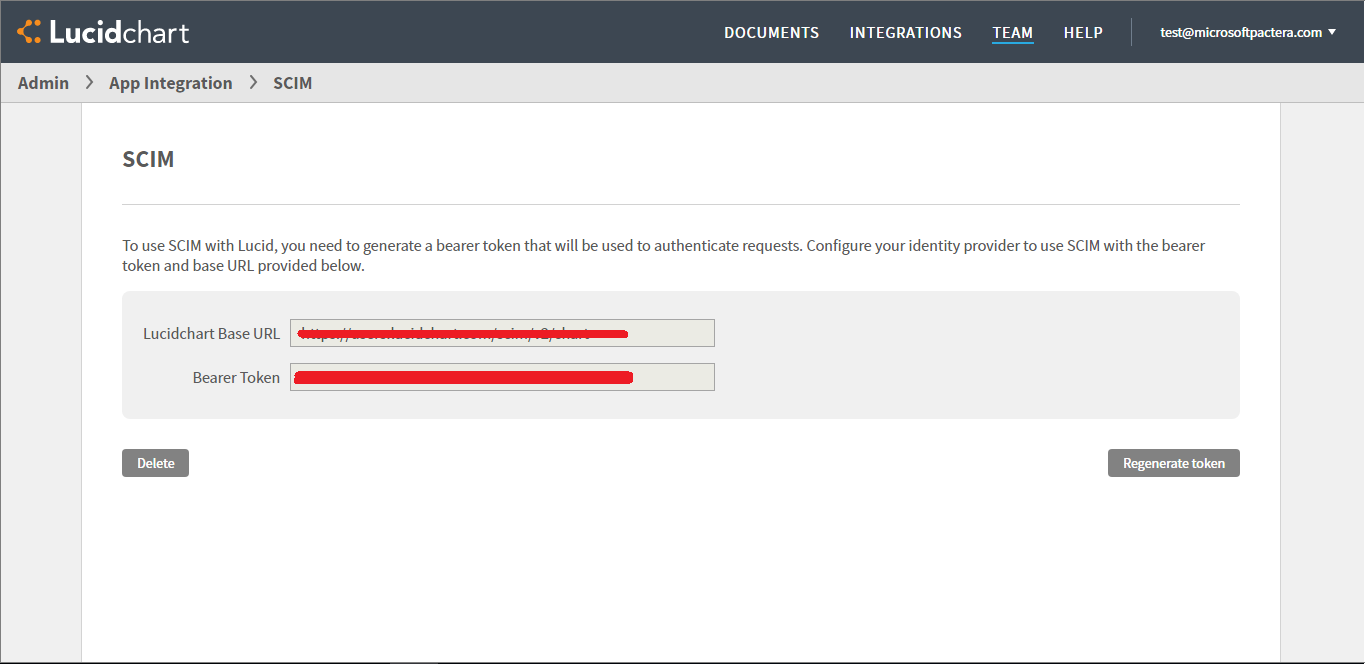 Lucidchart
DOCUMENTS INTEGRATIONS TEAM HELP test@microsoftpactera.com
Admin App Integration SCIM
SCIM
To use SCIM with Lucid, you need to generate a bearer token that will be used to authenticate requests. Configure your identity provider to use SCIM with the bearer
token and base URL provided below.
Lucidchart Base URL
Bearer Token
Delete
Regenerate token